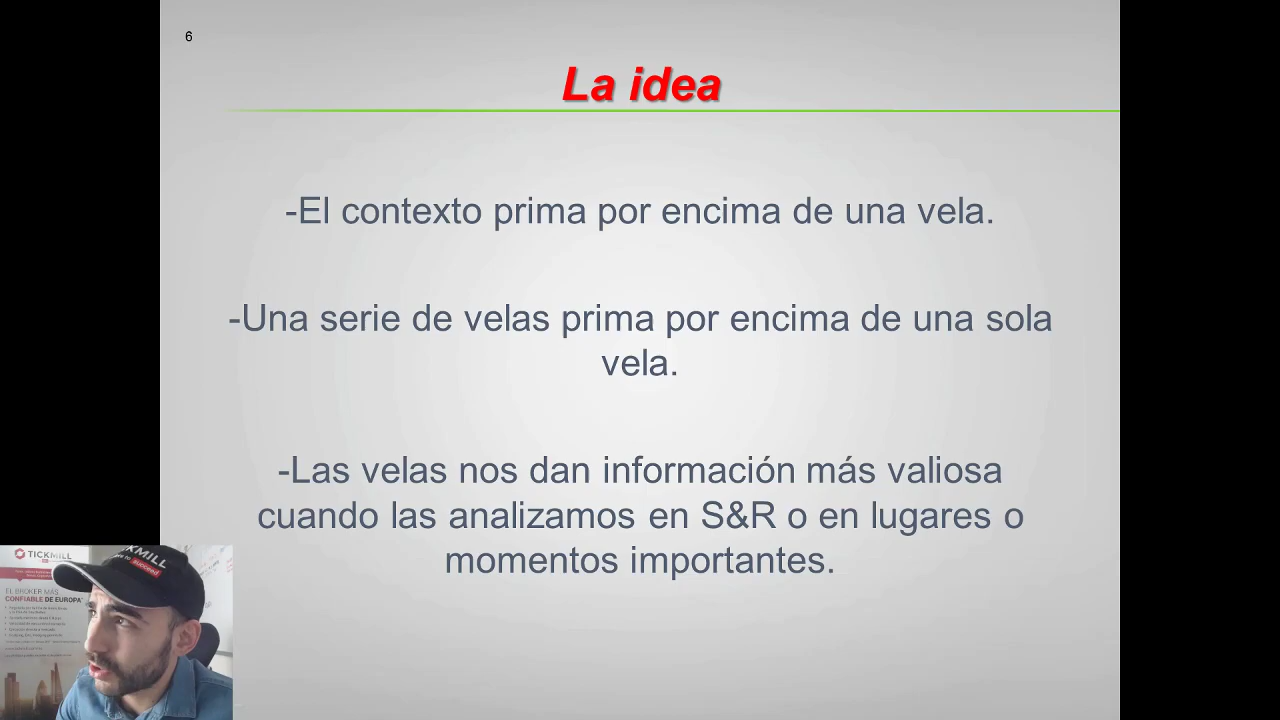 6
La idea
-El contexto prima por encima de una vela.
-Una serie de velas prima por encima de una sola
vela.
-Las velas nos dan información más valiosa
cuando las analizamos en S&R o en lugares o
momentos importantes.
TICKMILL
EL BROKER MÁS
CONFIABLE DE EUROPA
TICKMILL
succeed